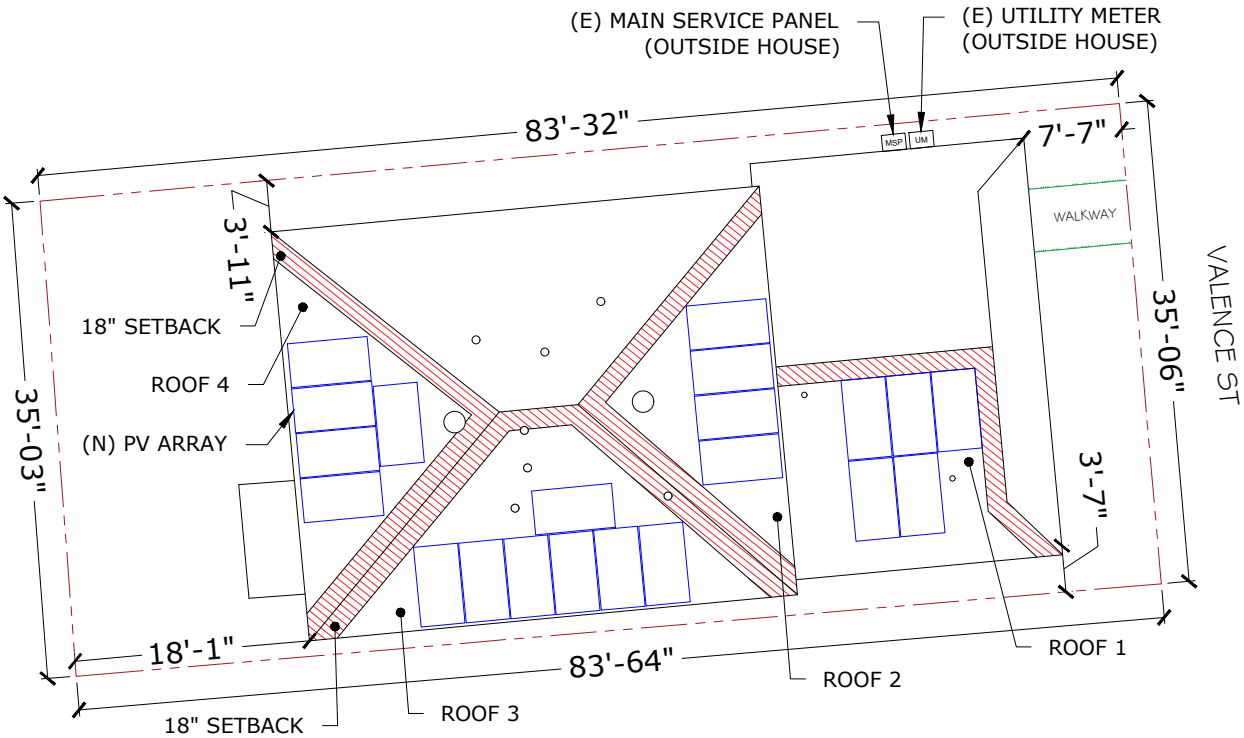 (E) MAIN SERVICE PANEL
(OUTSIDE HOUSE)
(E) UTILITY METER
(OUTSIDE HOUSE)
83'-32"
7'-7"
MSP
UM
WALKWAY
VALENCE ST
3'-11"
18" SETBACK
ROOF 4
(N) PV ARRAY
35'-03"
35'-06"
3'-7"
18'-1"
83'-64"
ROOF 1
ROOF 2
ROOF 3
18" SETBACK